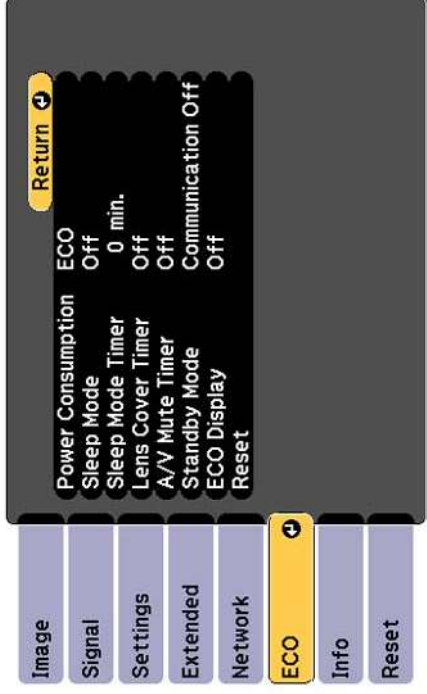 Image
Signal
Settings
Extended
Network
ECO
Info
Reset
Return
Power Consumption ECO
Sleep Mode Off
Sleep Mode Timer 0 min.
Lens Cover Timer Off
A/V Mute Timer Off
Standby Mode Communication Off
ECO Display Off
Reset